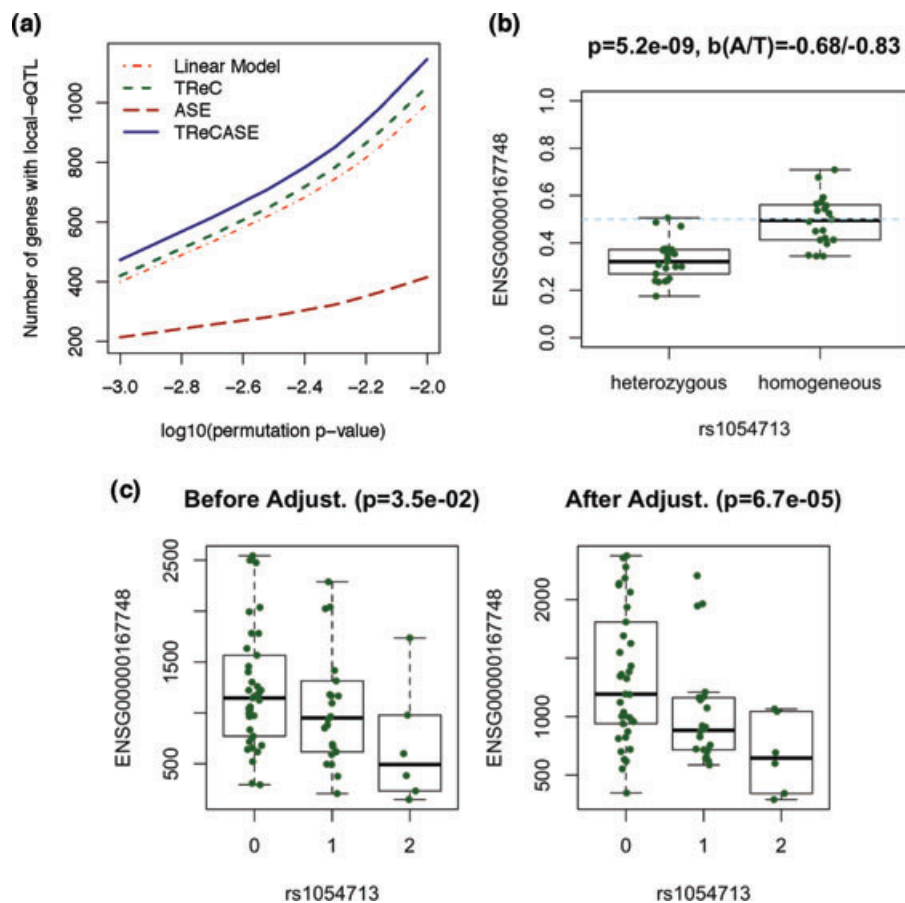 (a)
Number of genes with local-eQTL
200 400 600 800 1000
Linear Model
TReC
ASE
TReCASE
−3.0 −2.8 −2.6 −2.4 −2.2 −2.0
log10(permutation p−value)
(b)
p=5.2e-09, b(A/T)=-0.68/-0.83
ENSG00000167748
0.0 0.2 0.4 0.6 0.8 1.0
heterozygous homogeneous
rs1054713
(c)
Before Adjust. (p=3.5e-02)
ENSG00000167748
500 1500 2500
0 1 2
rs1054713
After Adjust. (p=6.7e-05)
ENSG00000167748
500 1000 2000
0 1 2
rs1054713